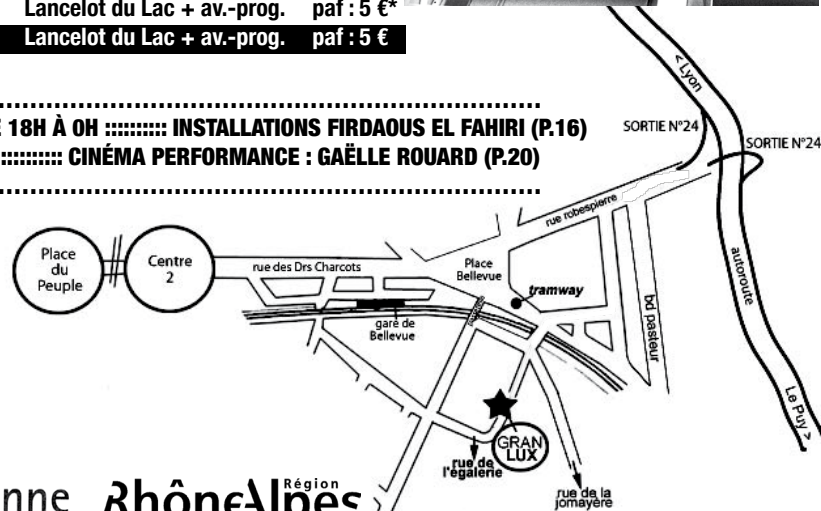 Lancelot du Lac + av.-prog. paf : 5 €*
Lancelot du Lac + av.-prog. paf : 5 €
18H À 0H :::::::::: INSTALLATIONS FIRDAOUS EL FAHIRI (P.16)
:::::::::: CINÉMA PERFORMANCE : GAËLLE ROUARD (P.20)
< Lyon
SORTIE N°24
SORTIE N°24
rue robespierre
Place
du
Peuple
Centre
2
rue des Drs Charcots
Place
Bellevue
tramway
gare de
Bellevue
bd pasteur
autoroute
Le Puy >
GRAN
LUX
rue de
l'égalerie
rue de la
jomayère
Région
RhôneAlpes